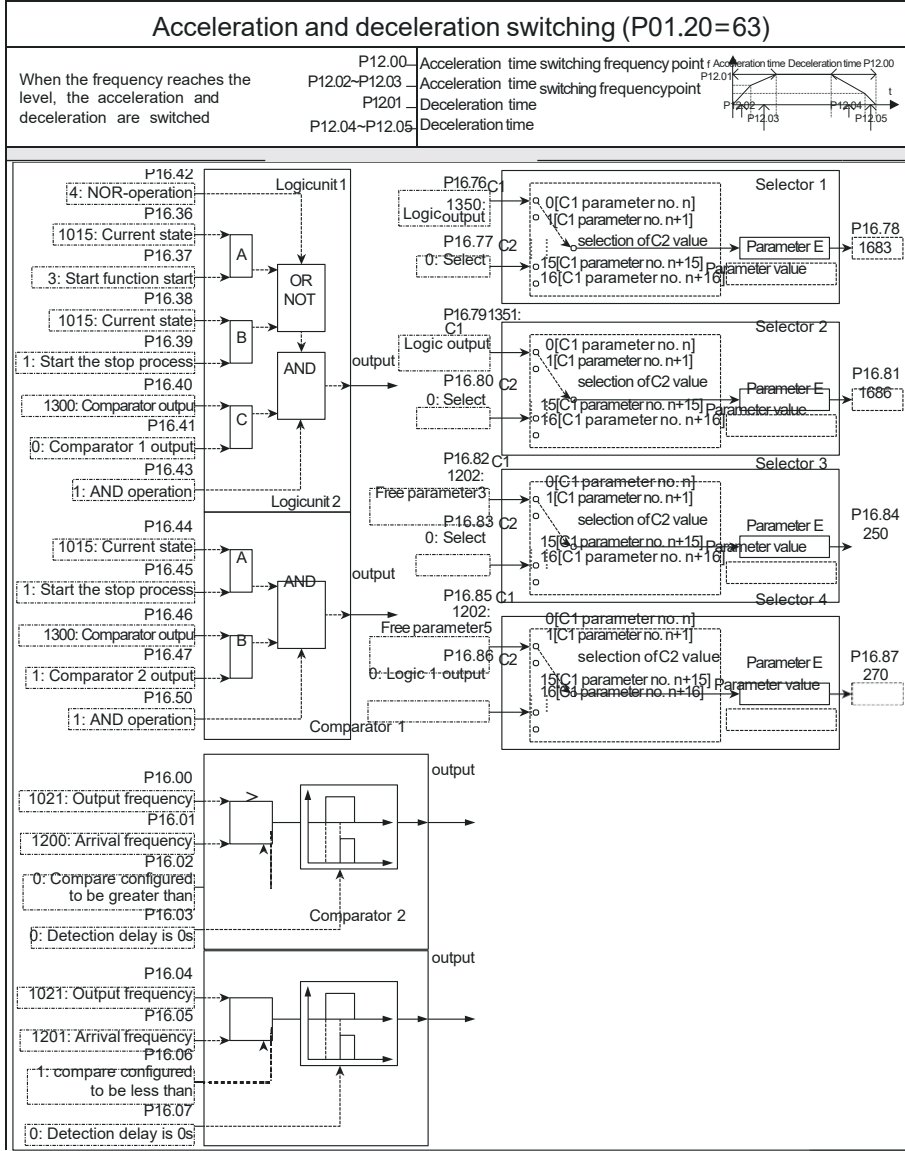 Acceleration and deceleration switching (P01.20=63)
When the frequency reaches the
level, the acceleration and
deceleration are switched
P12.00 Acceleration time switching frequency point
P12.02~P12.03 Acceleration time switching frequencypoint
P12.01 Deceleration time
P12.04~P12.05 Deceleration time
f Acceleration time Deceleration time P12.00
P12.01
t
P12.02
P12.03
P12.04
P12.05
P16.42
4: NOR-operation
P16.36
1015: Current state
P16.37
3: Start function start
P16.38
1015: Current state
P16.39
1: Start the stop process
P16.40
1300: Comparator outpu
P16.41
0: Comparator 1 output
P16.43
1: AND operation
Logicunit 1
A
B
C
OR
NOT
AND
output
Logicunit 2
P16.44
1015: Current state
P16.45
1: Start the stop process
P16.46
1300: Comparator outpu
P16.47
1: Comparator 2 output
P16.50
1: AND operation
A
B
AND
output
Comparator 1
P16.00
1021: Output frequency
P16.01
1200: Arrival frequency
P16.02
0: Compare configured
to be greater than
P16.03
0: Detection delay is 0s
>
output
Comparator 2
P16.04
1021: Output frequency
P16.05
1201: Arrival frequency
P16.06
1: compare configured
to be less than
P16.07
0: Detection delay is 0s
output
Selector 1
P16.76 C1
1350:
Logic output
P16.77 C2
0: Select
0[C1 parameter no. n]
1[C1 parameter no. n+1]
selection of C2 value
15[C1 parameter no. n+15]
16[C1 parameter no. n+16]
Parameter E
Parameter value
P16.78
1683
Selector 2
P16.79 1351:
C1
Logic output
P16.80 C2
0: Select
0[C1 parameter no. n]
1[C1 parameter no. n+1]
selection of C2 value
15[C1 parameter no. n+15]
16[C1 parameter no. n+16]
Parameter E
Parameter value
P16.81
1686
Selector 3
P16.82 C1
1202:
Free parameter3
P16.83 C2
0: Select
0[C1 parameter no. n]
1[C1 parameter no. n+1]
selection of C2 value
15[C1 parameter no. n+15]
16[C1 parameter no. n+16]
Parameter E
Parameter value
P16.84
250
Selector 4
P16.85 C1
1202:
Free parameter5
P16.86 C2
0: Logic 1 output
0[C1 parameter no. n]
1[C1 parameter no. n+1]
selection of C2 value
15[C1 parameter no. n+15]
16[C1 parameter no. n+16]
Parameter E
Parameter value
P16.87
270